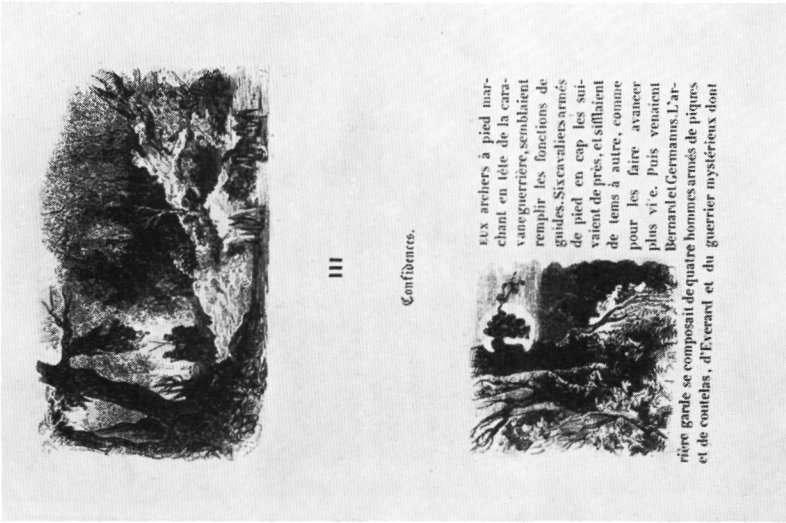 III
Confidences.
EUX archers à pied mar-
chant en tête de la cara-
vane guerrière, semblaient
remplir les fonctions de
guides. Six cavaliers armés
de pied en cap les sui-
vaient de près, et sifflaient
de tems à autre, comme
pour les faire avancer
plus vi'e. Puis venaient
Bernard et Germanus. L'ar-
rière garde se composait de quatre hommes armés de piques
et de coutelas, d'Everard et du guerrier mystérieux dont